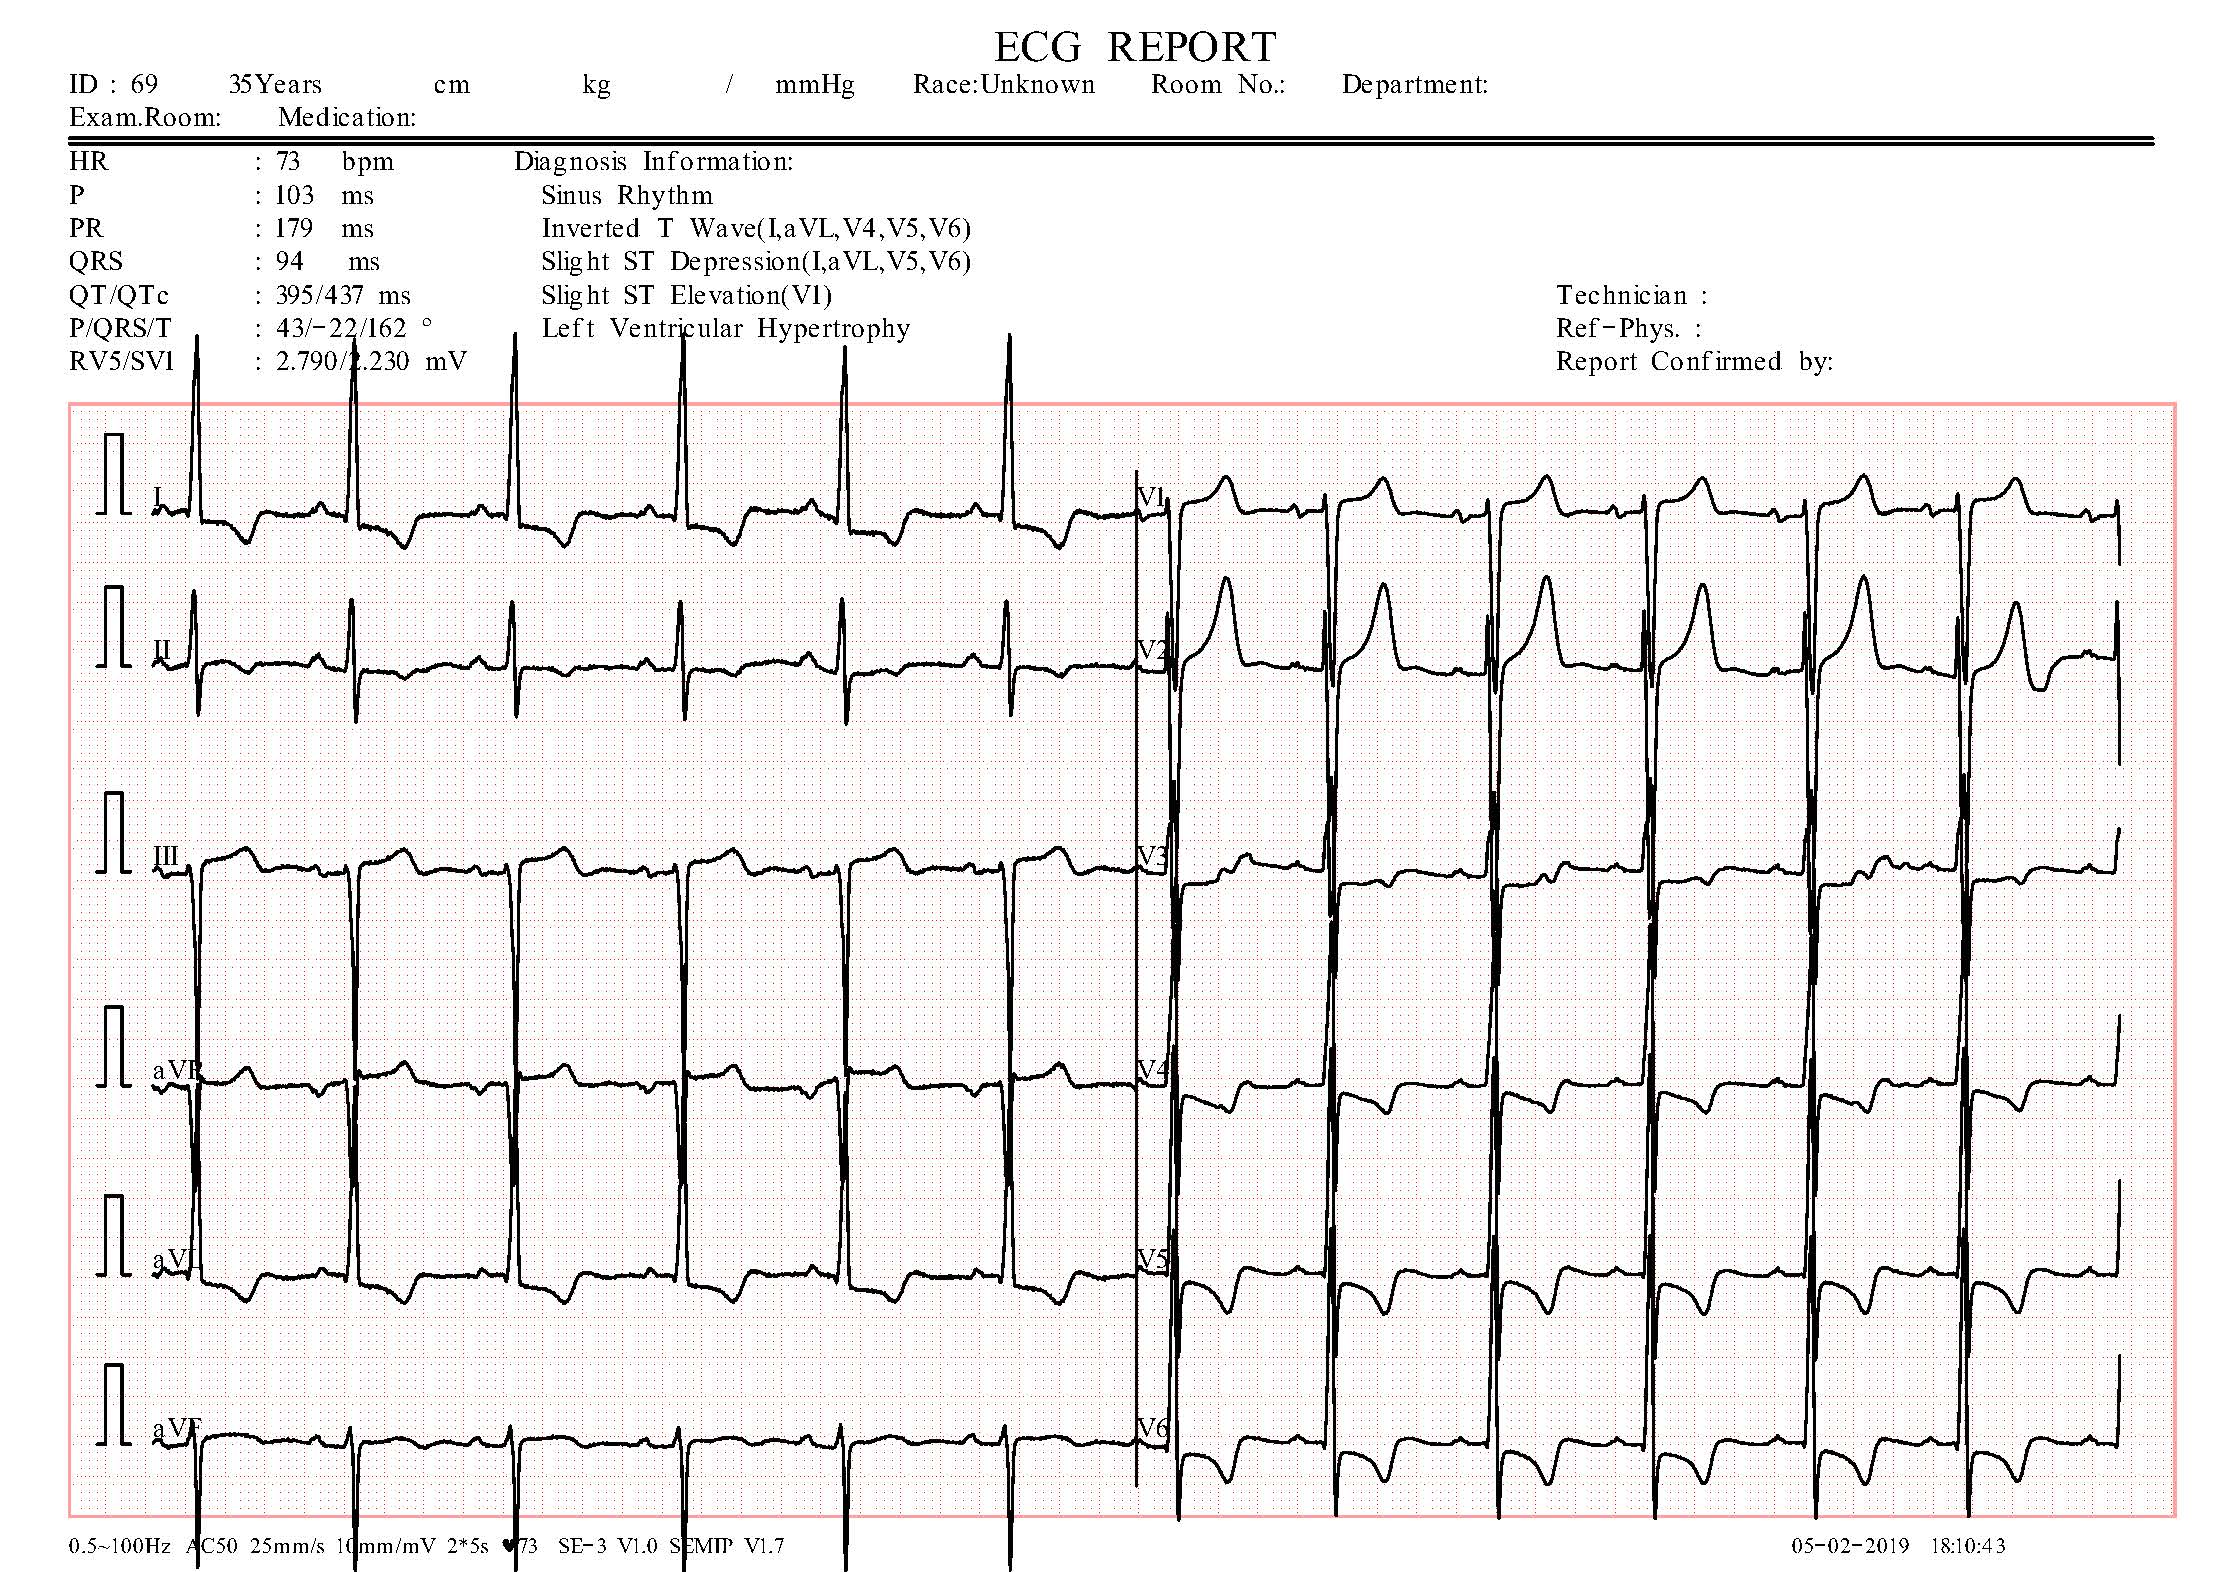 ECG REPORT
ID : 69 35Years cm kg / mmHg Race:Unknown Room No.: Department:
Exam.Room: Medication:
HR : 73 bpm Diagnosis Information:
P : 103 ms Sinus Rhythm
PR : 179 ms Inverted T Wave(I,aVL,V4,V5,V6)
QRS : 94 ms Slight ST Depression(I,aVL,V5,V6)
QT/QTc : 395/437 ms Slight ST Elevation(V1) Technician :
P/QRS/T : 43/-22/162 ° Left Ventricular Hypertrophy Ref-Phys. :
RV5/SV1 : 2.790/2.230 mV Report Confirmed by:
I V1
II V2
III V3
aVR V4
aVL V5
aVF V6
0.5~100Hz AC50 25mm/s 10mm/mV 2*5s ♥73 SE-3 V1.0 SEMIP V1.7 05-02-2019 18:10:43